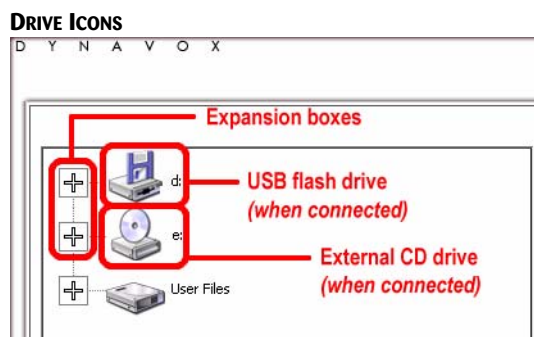 DRIVE ICONS
D Y N A V O X
Expansion boxes
d:
USB flash drive
(when connected)
e:
External CD drive
(when connected)
User Files